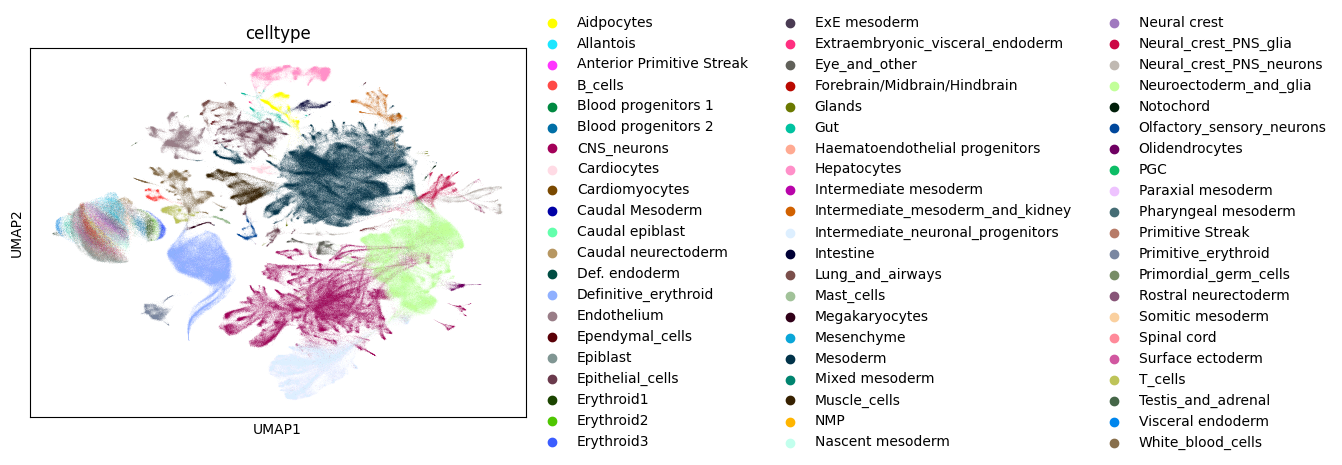 celltype
UMAP2
UMAP1
Aidpocytes
Allantois
Anterior Primitive Streak
B_cells
Blood progenitors 1
Blood progenitors 2
CNS_neurons
Cardiocytes
Cardiomyocytes
Caudal Mesoderm
Caudal epiblast
Caudal neurectoderm
Def. endoderm
Definitive_erythroid
Endothelium
Ependymal_cells
Epiblast
Epithelial_cells
Erythroid1
Erythroid2
Erythroid3
ExE mesoderm
Extraembryonic_visceral_endoderm
Eye_and_other
Forebrain/Midbrain/Hindbrain
Glands
Gut
Haematoendothelial progenitors
Hepatocytes
Intermediate mesoderm
Intermediate_mesoderm_and_kidney
Intermediate_neuronal_progenitors
Intestine
Lung_and_airways
Mast_cells
Megakaryocytes
Mesenchyme
Mesoderm
Mixed mesoderm
Muscle_cells
NMP
Nascent mesoderm
Neural crest
Neural_crest_PNS_glia
Neural_crest_PNS_neurons
Neuroectoderm_and_glia
Notochord
Olfactory_sensory_neurons
Olidendrocytes
PGC
Paraxial mesoderm
Pharyngeal mesoderm
Primitive Streak
Primitive_erythroid
Primordial_germ_cells
Rostral neurectoderm
Somitic mesoderm
Spinal cord
Surface ectoderm
T_cells
Testis_and_adrenal
Visceral endoderm
White_blood_cells